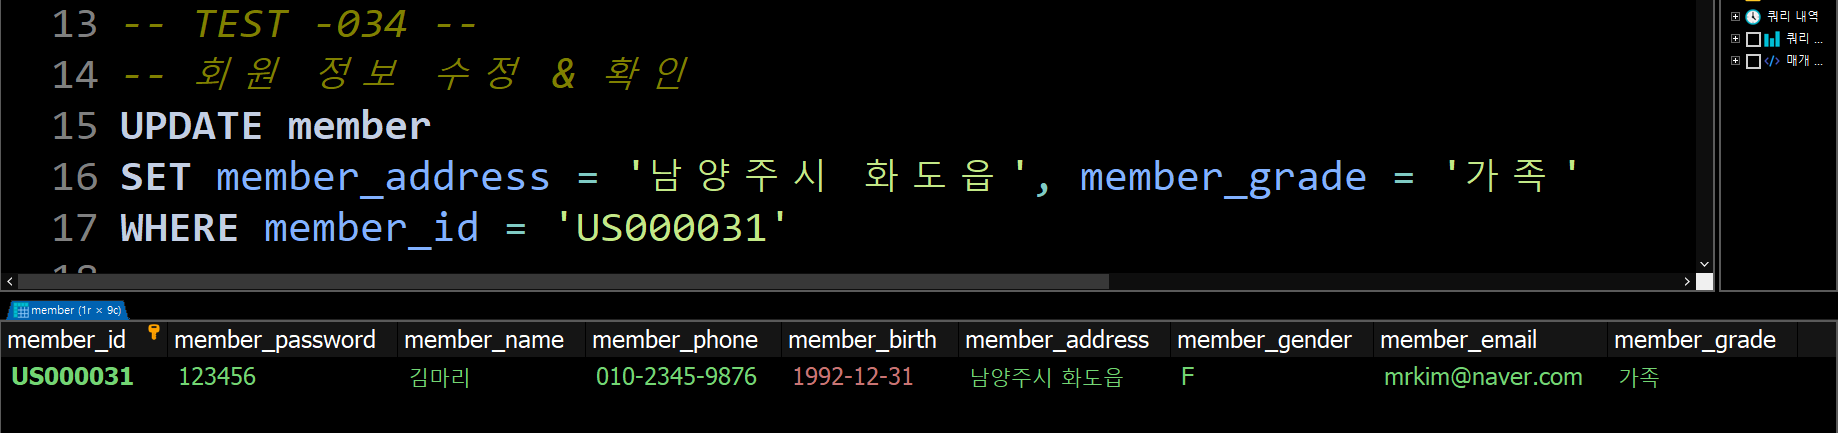 13 -- TEST -034 --
14 -- 회원 정보 수정 & 확인
15 UPDATE member
16 SET member_address = '남양주시 화도읍', member_grade = '가족'
17 WHERE member_id = 'US000031'
쿼리 내역
쿼리 ...
매개 ...
member (1r × 9c)
member_id member_password member_name member_phone member_birth member_address member_gender member_email member_grade
US000031 123456 김마리 010-2345-9876 1992-12-31 남양주시 화도읍 F mrkim@naver.com 가족